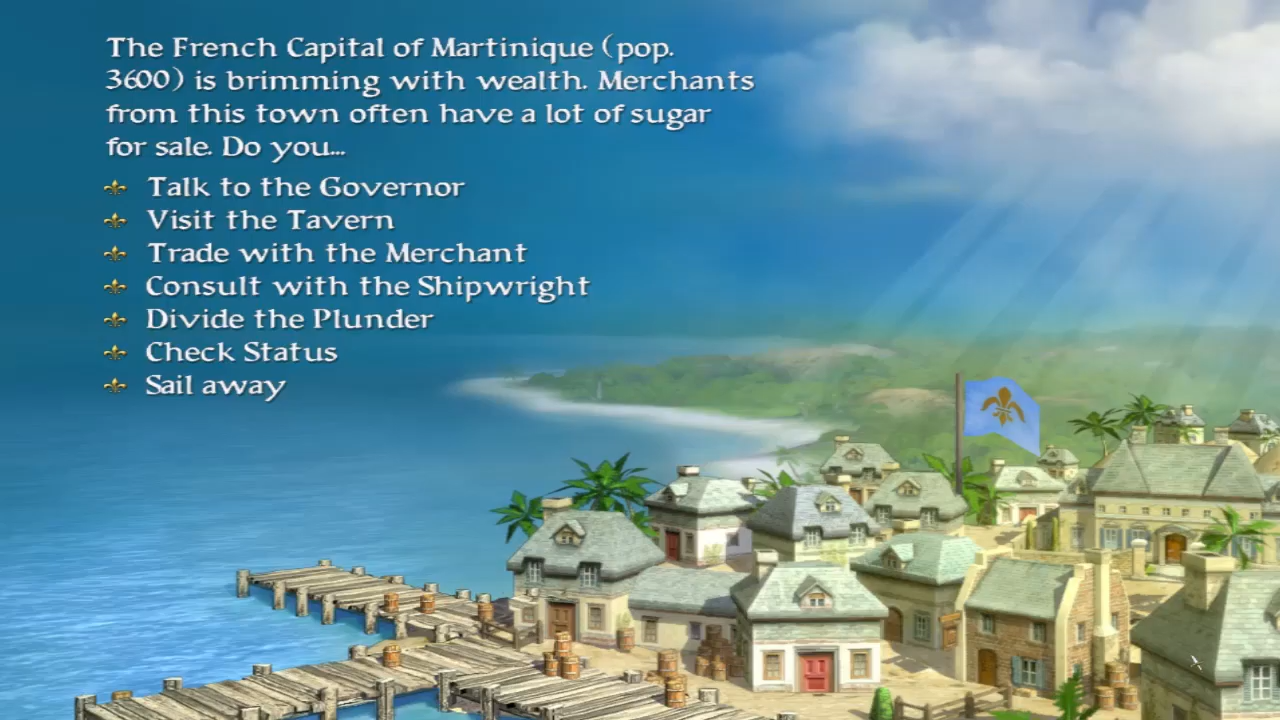 The French Capital of Martinique (pop.
3600) is brimming with wealth. Merchants
from this town often have a lot of sugar
for sale. Do you...
Talk to the Governor
Visit the Tavern
Trade with the Merchant
Consult with the Shipwright
Divide the Plunder
Check Status
Sail away